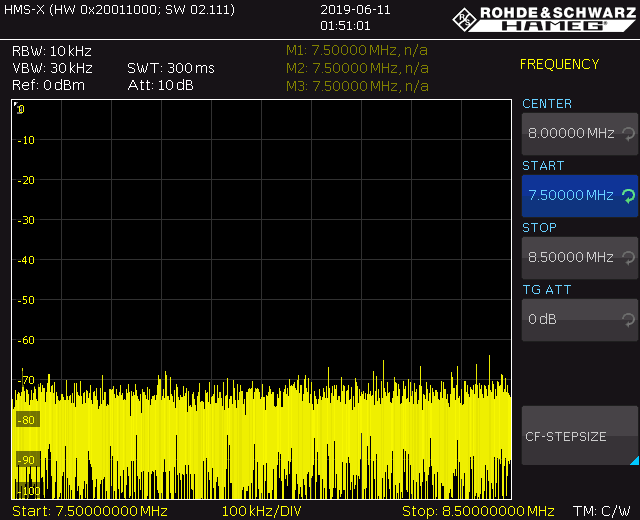 HMS-X (HW 0x20011000; SW 02.111)
2019-06-11
01:51:01
ROHDE&SCHWARZ
HAMEG
RBW: 10 kHz
VBW: 30 kHz SWT: 300 ms
Ref: 0 dBm Att: 10 dB
M1: 7.50000 MHz, n/a
M2: 7.50000 MHz, n/a
M3: 7.50000 MHz, n/a
FREQUENCY
CENTER
8.00000 MHz
START
7.50000 MHz
STOP
8.50000 MHz
TG ATT
0 dB
CF-STEPSIZE
0
-10
-20
-30
-40
-50
-60
-70
-80
-90
-100
Start: 7.50000000 MHz 100 kHz/DIV Stop: 8.50000000 MHz TM: C/W